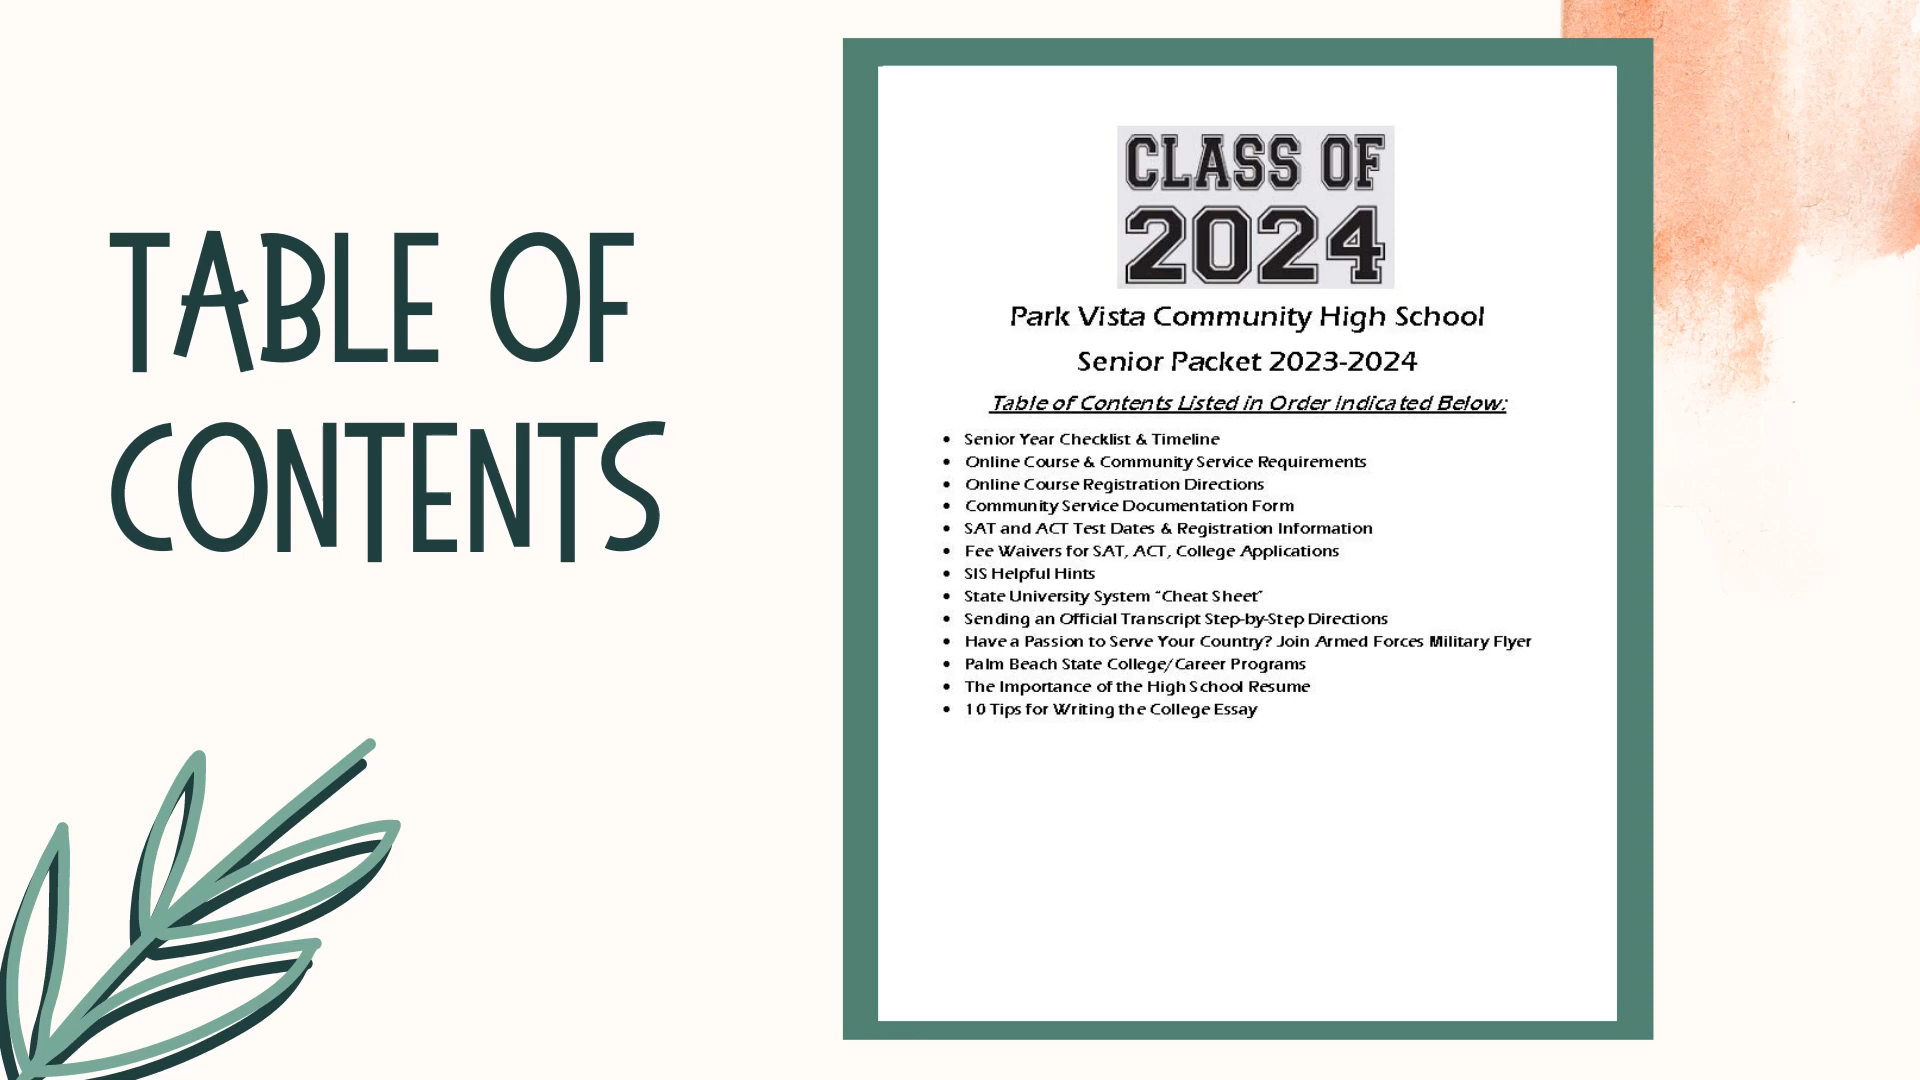 TABLE OF
CONTENTS
CLASS OF
2024
Park Vista Community High School
Senior Packet 2023-2024
Table of Contents Listed in Order Indicated Below:
• Senior Year Checklist & Timeline
• Online Course & Community Service Requirements
• Online Course Registration Directions
• Community Service Documentation Form
• SAT and ACT Test Dates & Registration Information
• Fee Waivers for SAT, ACT, College Applications
• SIS Helpful Hints
• State University System “Cheat Sheet”
• Sending an Official Transcript Step-by-Step Directions
• Have a Passion to Serve Your Country? Join Armed Forces Military Flyer
• Palm Beach State College/Career Programs
• The Importance of the High School Resume
• 10 Tips for Writing the College Essay